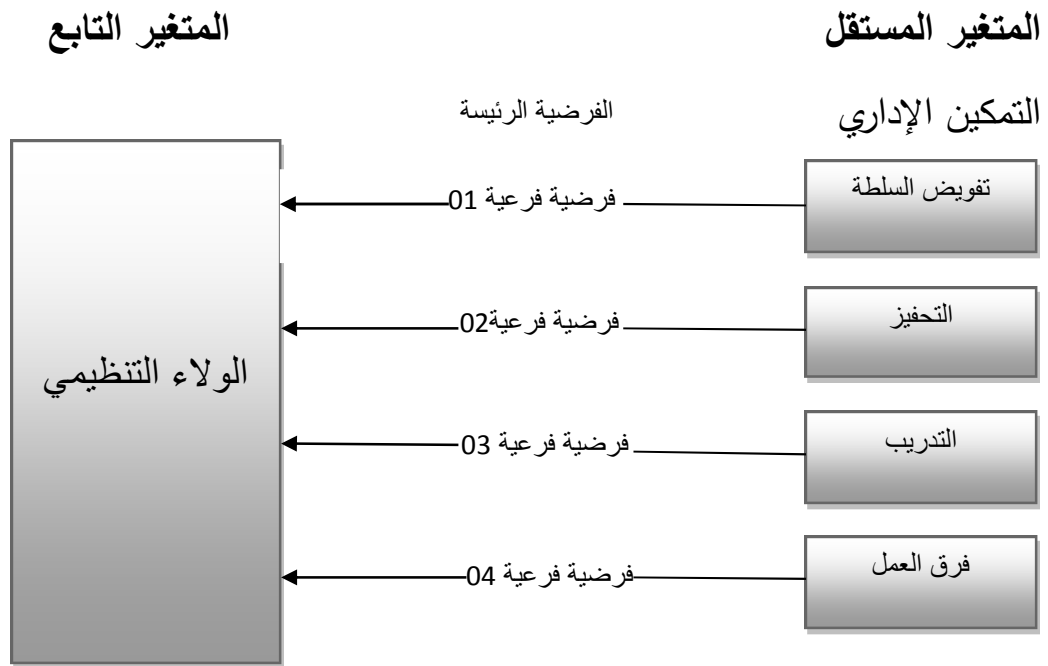 المتغير المستقل
المتغير التابع
التمكين الإداري
الفرضية الرئيسة
تفويض السلطة
فرضية فرعية 01
التحفيز
فرضية فرعية02
الولاء التنظيمي
التدريب
فرضية فرعية 03
فرق العمل
فرضية فرعية 04